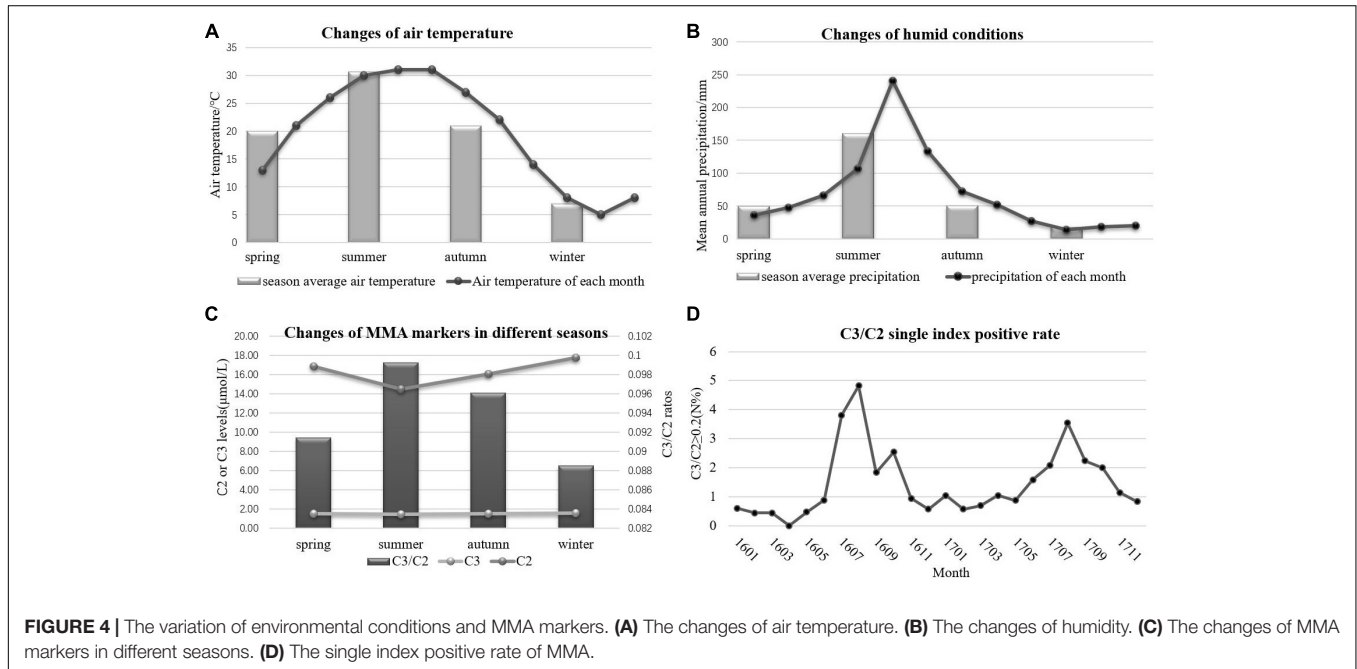 A
Changes of air temperature
35
30
25
20
15
10
5
0
Air temperature/°C
spring summer autumn winter
season average air temperature Air temperature of each month
B
Changes of humid conditions
300
250
200
150
100
50
0
Mean annual precipitation/mm
spring summer autumn winter
season average precipitation precipitation of each month
C
Changes of MMA markers in different seasons
20.00
18.00
16.00
14.00
12.00
10.00
8.00
6.00
4.00
2.00
0.00
C2 or C3 levels(μmol/L)
0.102
0.1
0.098
0.096
0.094
0.092
0.09
0.088
0.086
0.084
0.082
C3/C2 ratos
spring summer autumn winter
C3/C2 C3 C2
D
C3/C2 single index positive rate
6
5
4
3
2
1
0
C3/C2≥0.2(N%)
1601 1603 1605 1607 1609 1611 1701 1703 1705 1707 1709 1711
Month
FIGURE 4 | The variation of environmental conditions and MMA markers. (A) The changes of air temperature. (B) The changes of humidity. (C) The changes of MMA
markers in different seasons. (D) The single index positive rate of MMA.